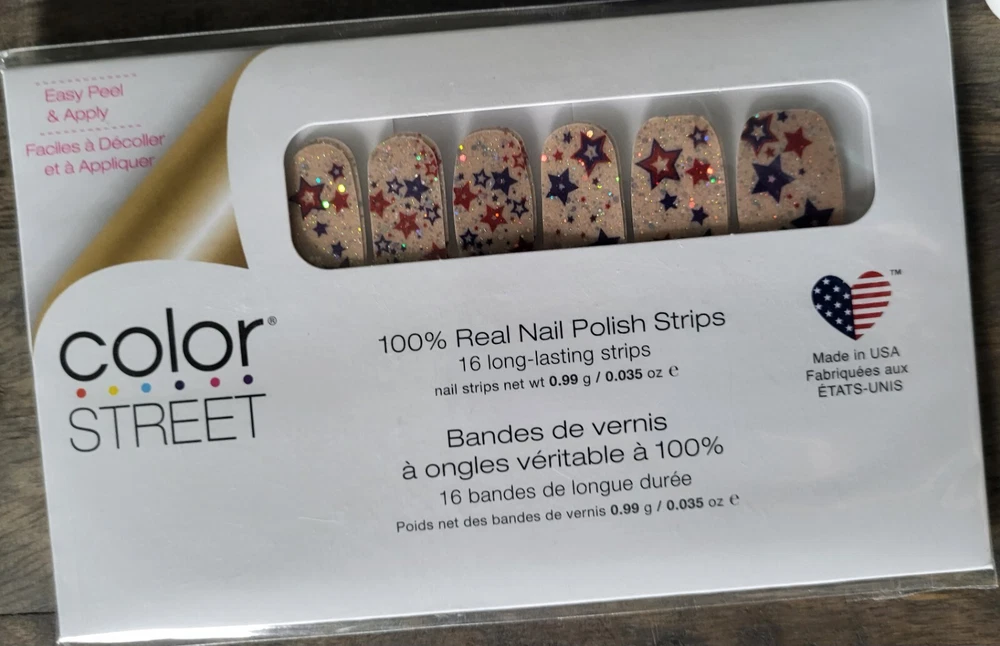 Easy Peel
& Apply
Faciles à Décoller
et à Appliquer
color®
STREET
100% Real Nail Polish Strips
16 long-lasting strips
nail strips net wt 0.99 g / 0.035 oz ℮
Bandes de vernis
à ongles véritable à 100%
16 bandes de longue durée
Poids net des bandes de vernis 0.99 g / 0.035 oz ℮
TM
Made in USA
Fabriquées aux
ÉTATS-UNIS